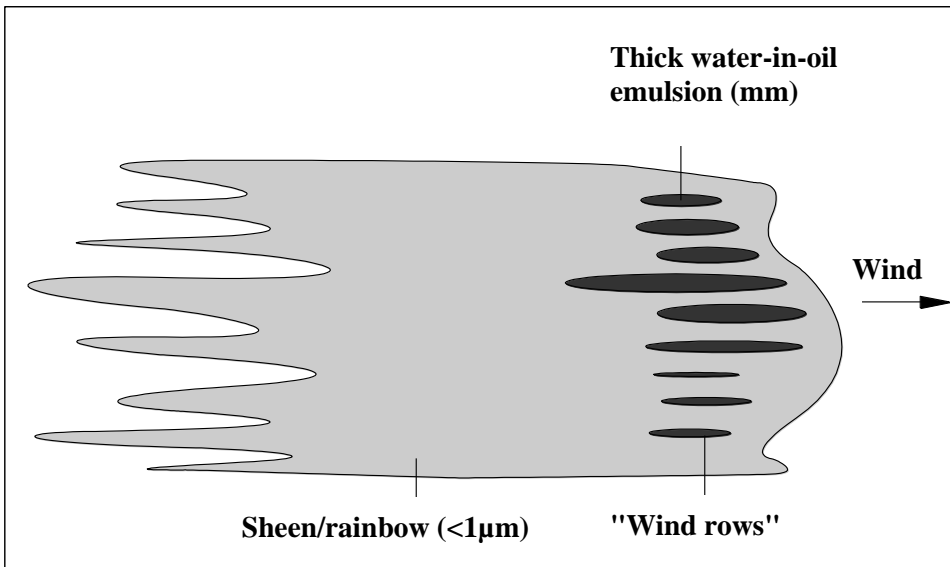 Thick water-in-oil
emulsion (mm)
Wind
Sheen/rainbow (<1µm)
"Wind rows"